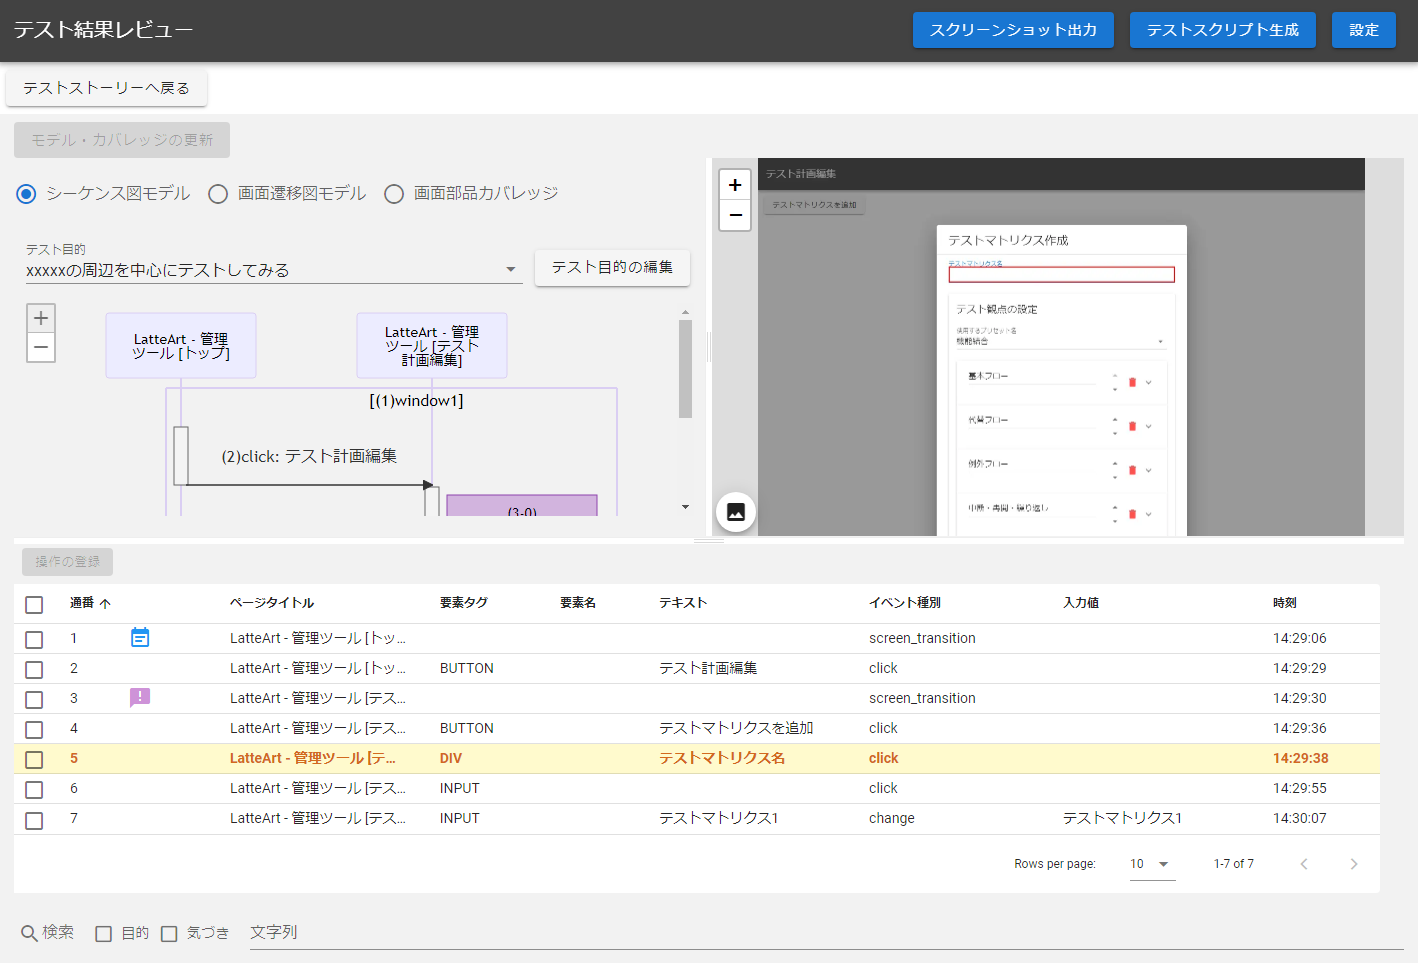 テスト結果レビュー
スクリーンショット出力
テストスクリプト生成
設定
テストストーリーへ戻る
モデル・カバレッジの更新
シーケンス図モデル
画面遷移図モデル
画面部品カバレッジ
テスト目的
xxxxxの周辺を中心にテストしてみる
テスト目的の編集
+
−
LatteArt - 管理
ツール [トップ]
LatteArt - 管理
ツール [テスト
計画編集]
[(1)window1]
(2)click: テスト計画編集
(3-0)
+
−
テスト計画編集
テストマトリクスを追加
テストマトリクス作成
テストマトリクス名
テスト観点の設定
使用するプリセット名
機能結合
基本フロー
代替フロー
例外フロー
中断・再開・繰り返し
操作の登録
通番 ページタイトル 要素タグ 要素名 テキスト イベント種別 入力値 時刻
1 LatteArt - 管理ツール [トッ... screen_transition 14:29:06
2 LatteArt - 管理ツール [トッ... BUTTON テスト計画編集 click 14:29:29
3 LatteArt - 管理ツール [テス... screen_transition 14:29:30
4 LatteArt - 管理ツール [テス... BUTTON テストマトリクスを追加 click 14:29:36
5 LatteArt - 管理ツール [テ... DIV テストマトリクス名 click 14:29:38
6 LatteArt - 管理ツール [テス... INPUT click 14:29:55
7 LatteArt - 管理ツール [テス... INPUT テストマトリクス1 change テストマトリクス1 14:30:07
Rows per page: 10 1-7 of 7
検索 目的 気づき 文字列